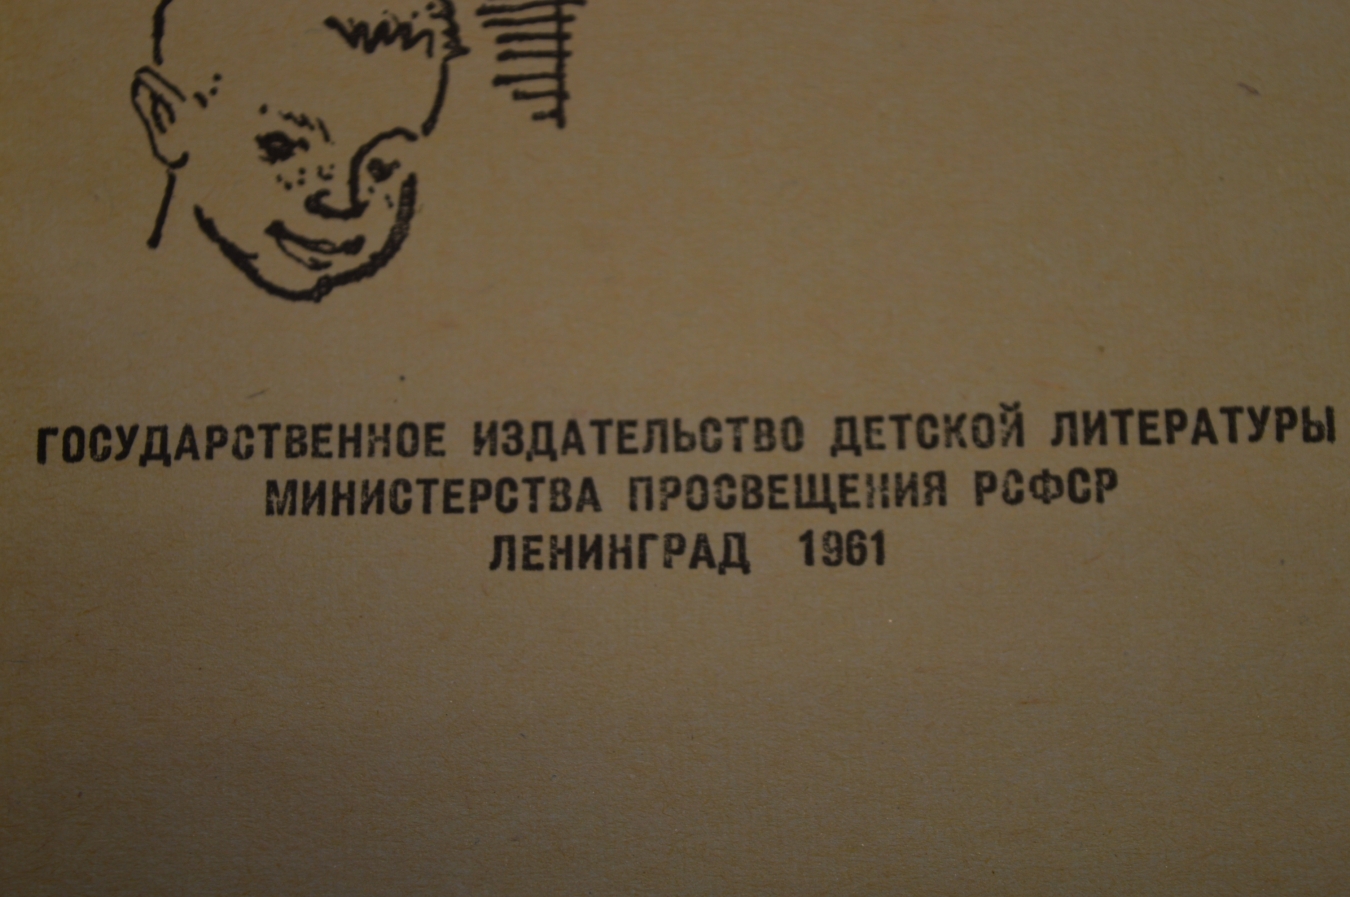 ГОСУДАРСТВЕННОЕ ИЗДАТЕЛЬСТВО ДЕТСКОЙ ЛИТЕРАТУРЫ
МИНИСТЕРСТВА ПРОСВЕЩЕНИЯ РСФСР
ЛЕНИНГРАД 1961